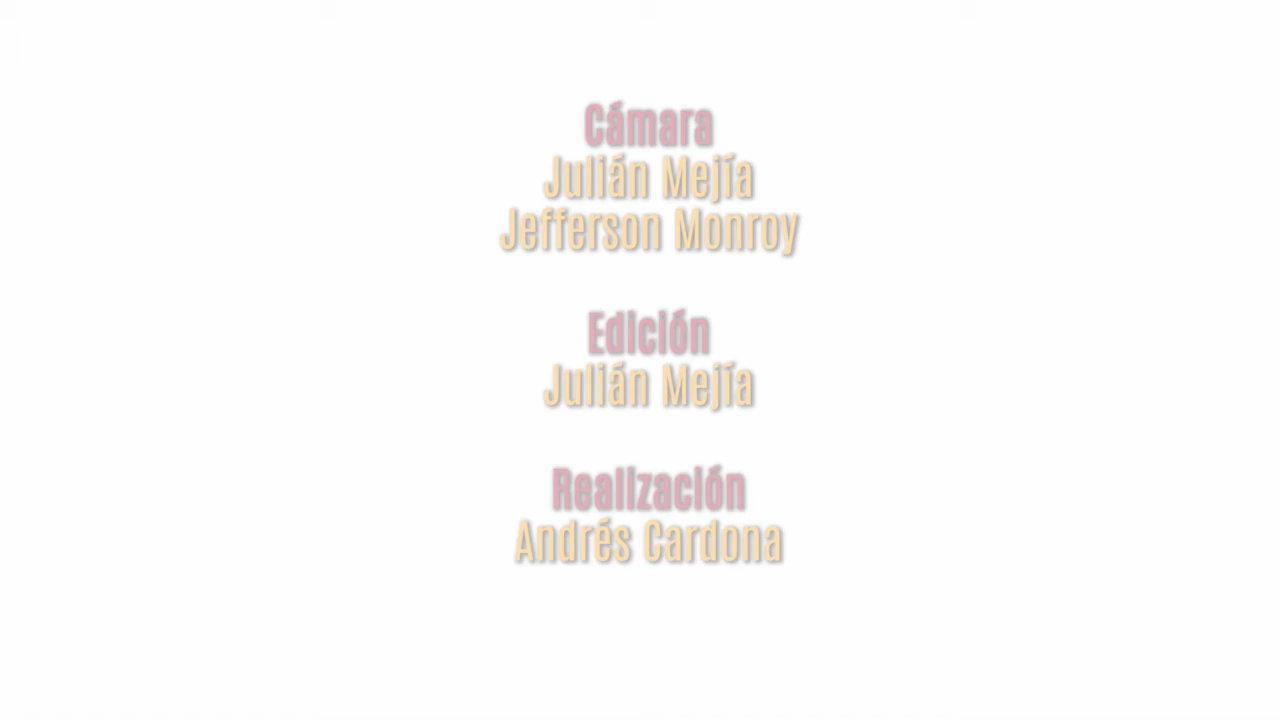 Cámara
Julián Mejía
Jefferson Monroy
Edición
Julián Mejía
Realización
Andrés Cardona